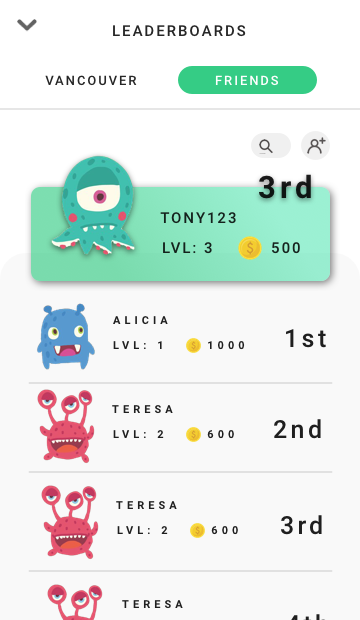 LEADERBOARDS
VANCOUVER
FRIENDS
3rd
TONY123
LVL: 3 $ 500
ALICIA
LVL: 1 $ 1000
1st
TERESA
LVL: 2 $ 600
2nd
TERESA
LVL: 2 $ 600
3rd
TERESA
4th